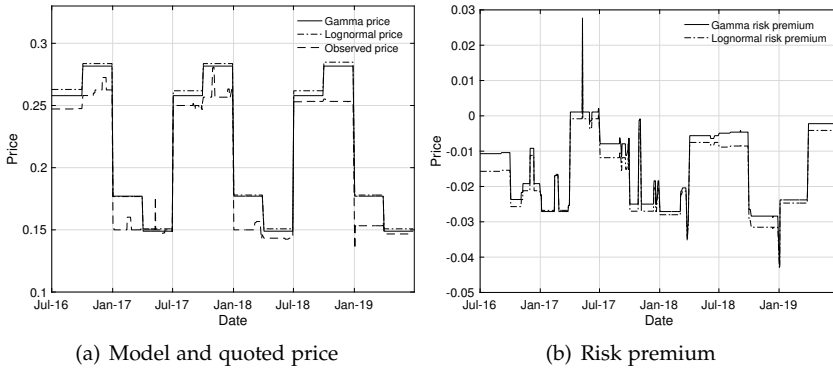 Gamma price
Lognormal price
Observed price
0.3
0.25
0.2
0.15
0.1
Price
Jul-16 Jan-17 Jul-17 Jan-18 Jul-18 Jan-19
Date
(a) Model and quoted price
Gamma risk premium
Lognormal risk premium
0.03
0.02
0.01
0
-0.01
-0.02
-0.03
-0.04
-0.05
Price
Jul-16 Jan-17 Jul-17 Jan-18 Jul-18 Jan-19
Date
(b) Risk premium